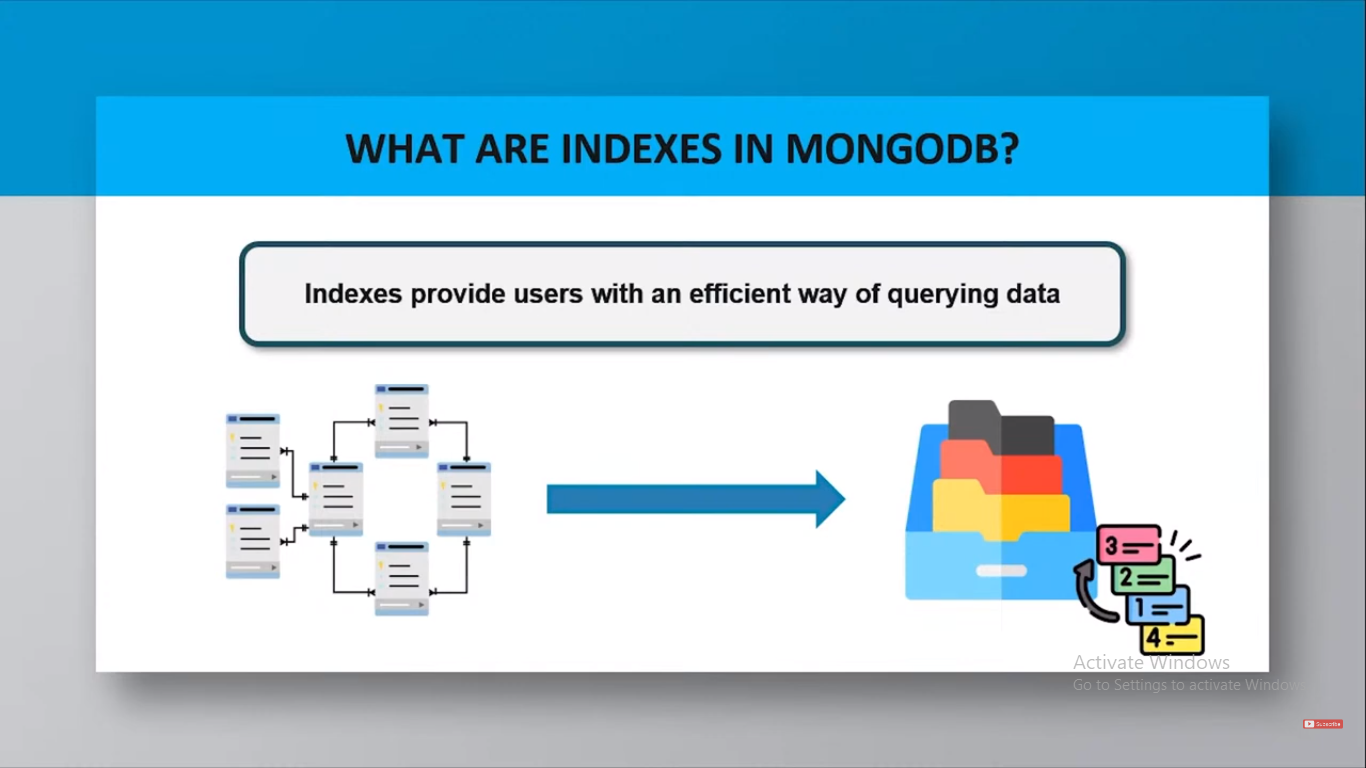 WHAT ARE INDEXES IN MONGODB?
Indexes provide users with an efficient way of querying data
3
2
1
4
Activate Windows
Go to Settings to activate Windows
Subscribe